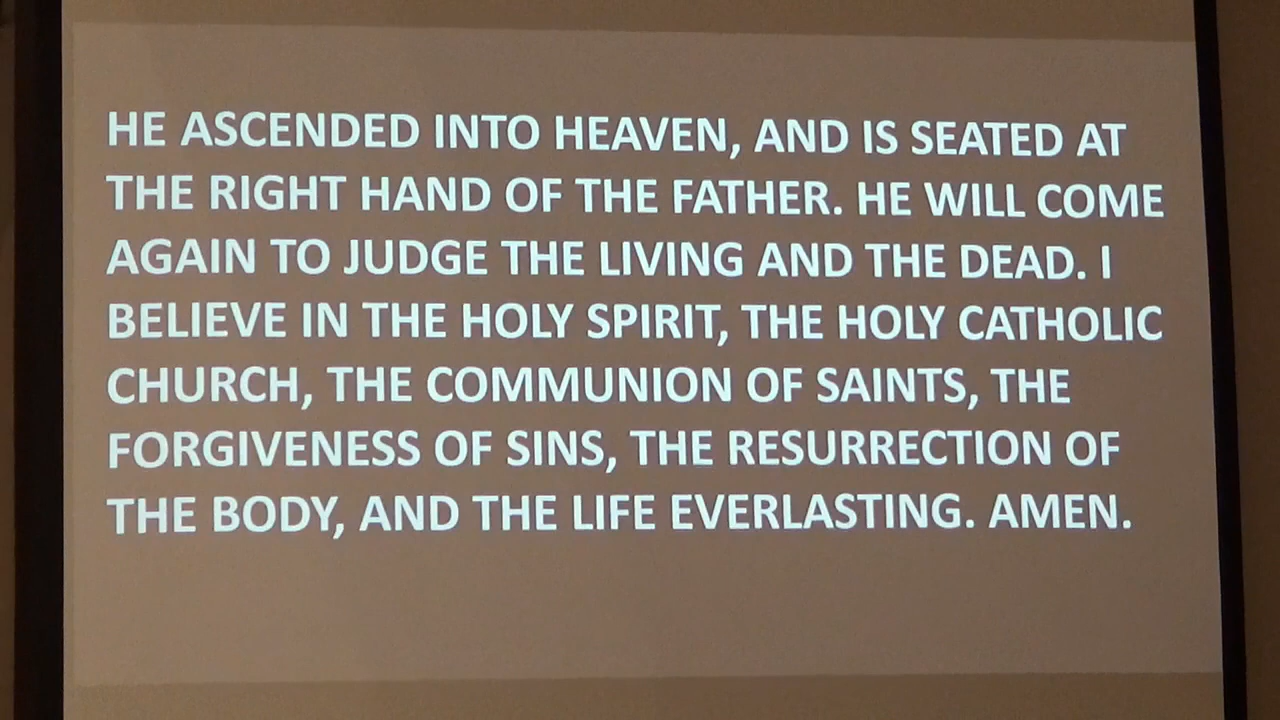 HE ASCENDED INTO HEAVEN, AND IS SEATED AT
THE RIGHT HAND OF THE FATHER. HE WILL COME
AGAIN TO JUDGE THE LIVING AND THE DEAD. I
BELIEVE IN THE HOLY SPIRIT, THE HOLY CATHOLIC
CHURCH, THE COMMUNION OF SAINTS, THE
FORGIVENESS OF SINS, THE RESURRECTION OF
THE BODY, AND THE LIFE EVERLASTING. AMEN.